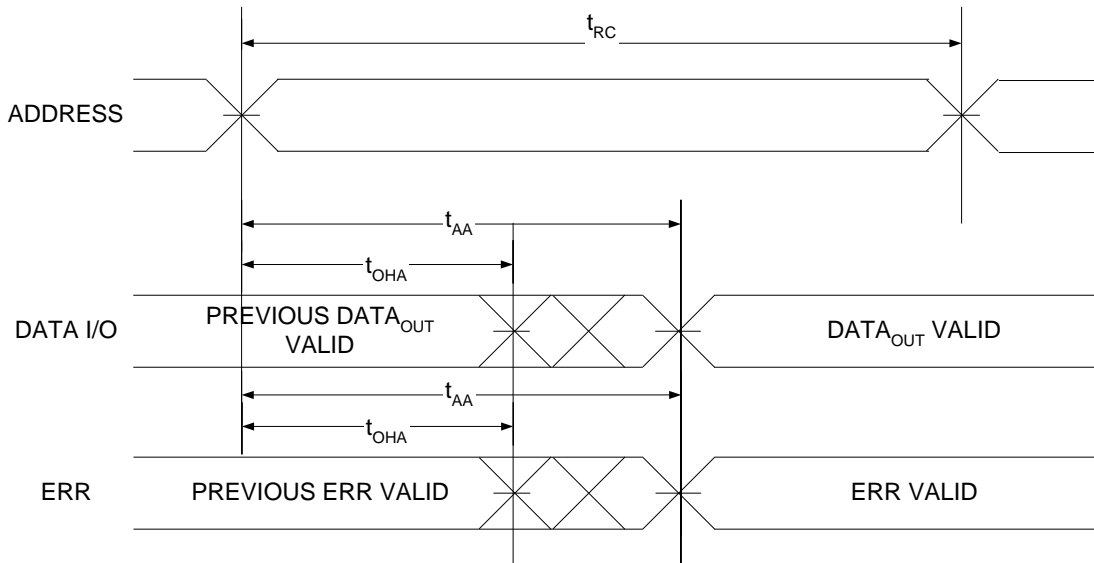 tRC
ADDRESS
tAA
tOHA
DATA I/O
PREVIOUS DATAOUT
VALID
DATAOUT VALID
tAA
tOHA
ERR
PREVIOUS ERR VALID
ERR VALID